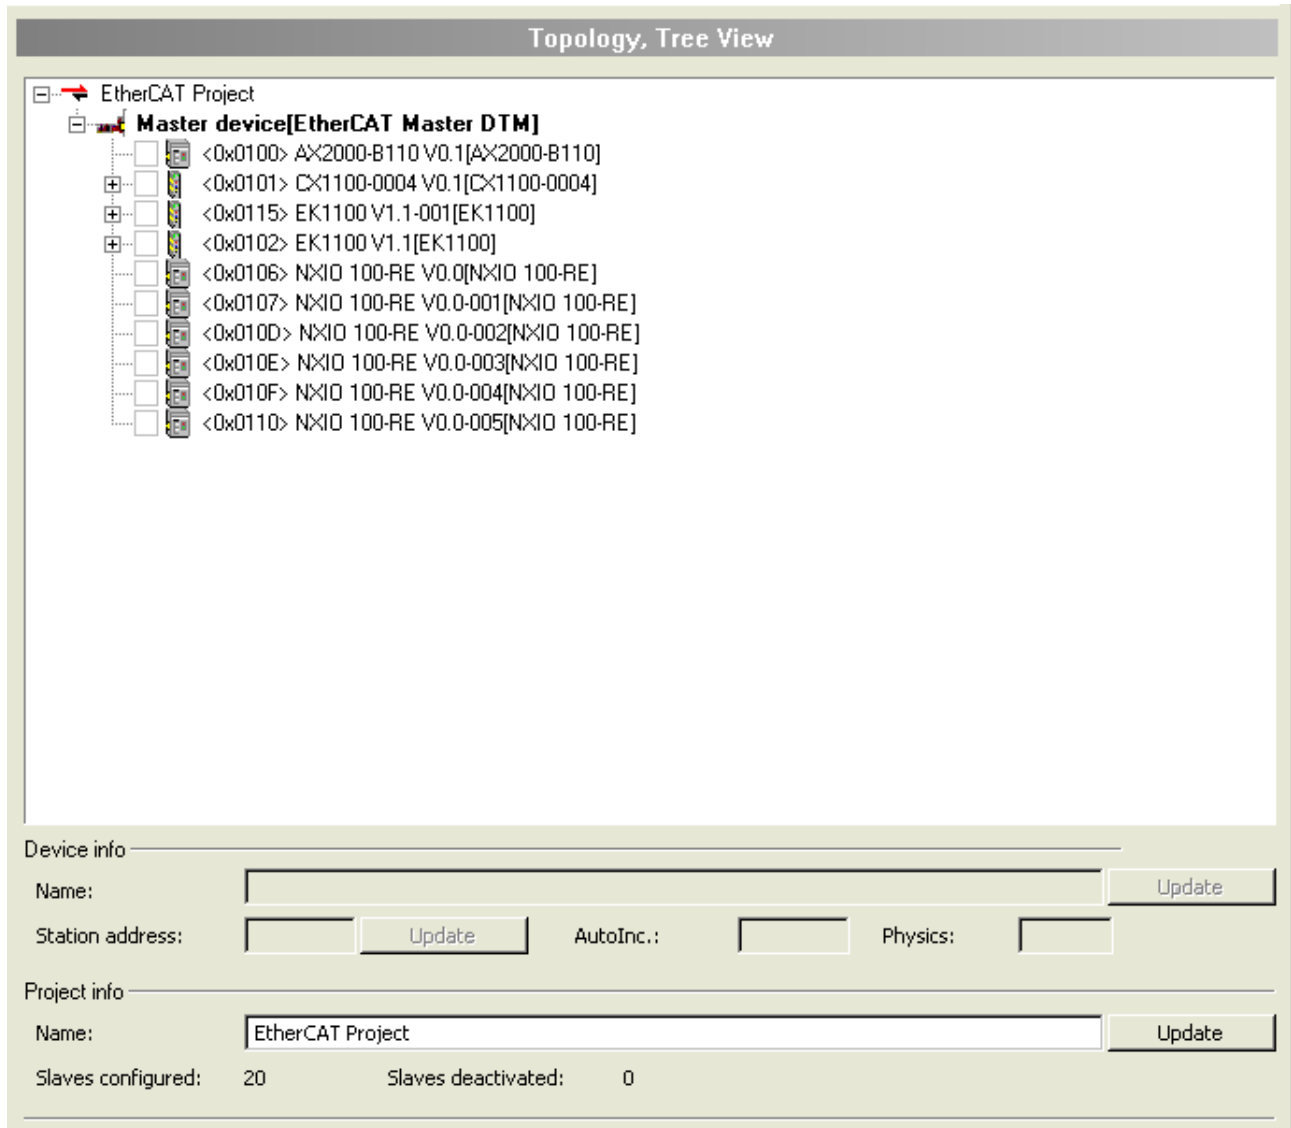 Topology, Tree View
EtherCAT Project
Master device[EtherCAT Master DTM]
<0x0100> AX2000-B110 V0.1[AX2000-B110]
<0x0101> CX1100-0004 V0.1[CX1100-0004]
<0x0115> EK1100 V1.1-001[EK1100]
<0x0102> EK1100 V1.1[EK1100]
<0x0106> NXIO 100-RE V0.0[NXIO 100-RE]
<0x0107> NXIO 100-RE V0.0-001[NXIO 100-RE]
<0x010D> NXIO 100-RE V0.0-002[NXIO 100-RE]
<0x010E> NXIO 100-RE V0.0-003[NXIO 100-RE]
<0x010F> NXIO 100-RE V0.0-004[NXIO 100-RE]
<0x0110> NXIO 100-RE V0.0-005[NXIO 100-RE]
Device info
Name: Update
Station address: Update AutoInc.: Physics:
Project info
Name: EtherCAT Project Update
Slaves configured: 20 Slaves deactivated: 0